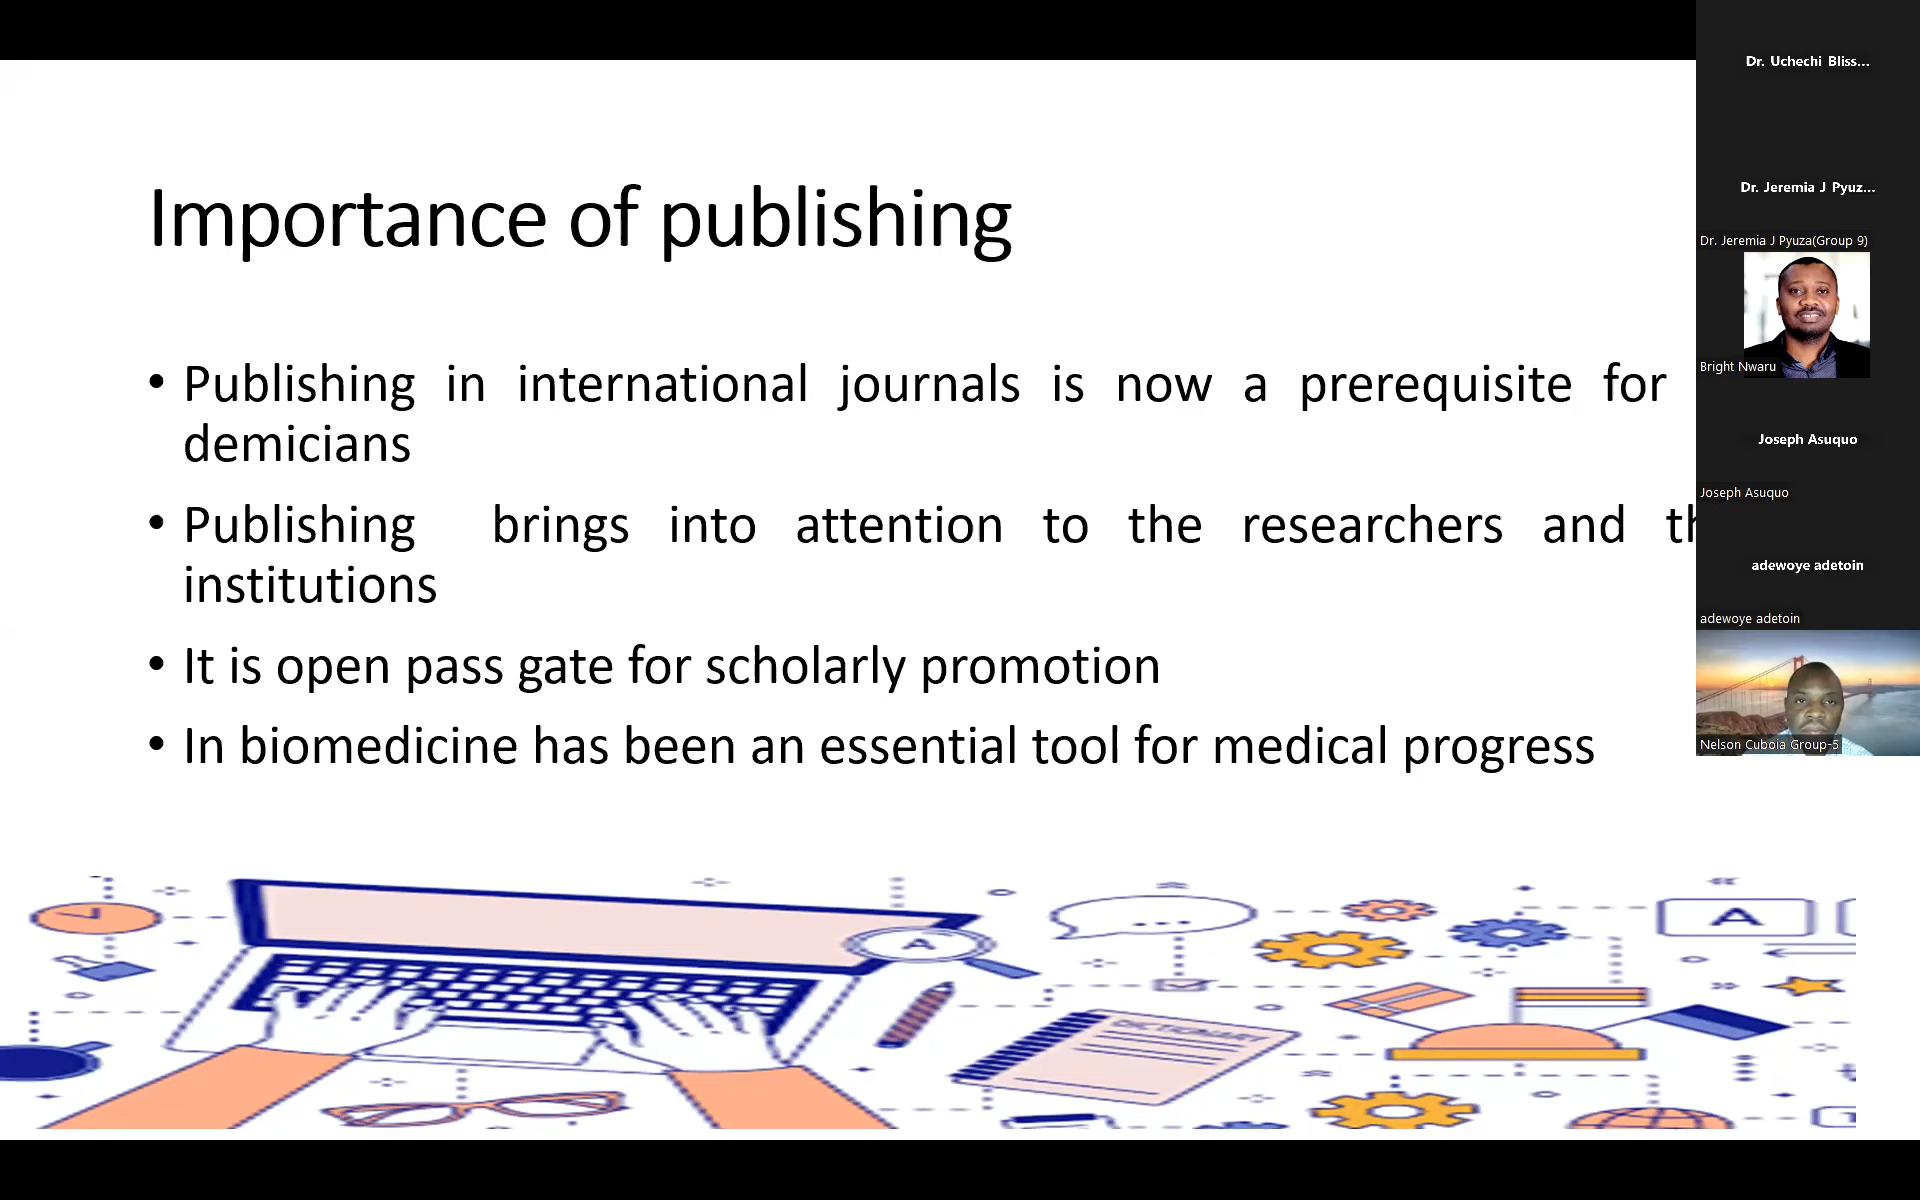 Importance of publishing
• Publishing in international journals is now a prerequisite for
demicians
• Publishing brings into attention to the researchers and th
institutions
• It is open pass gate for scholarly promotion
• In biomedicine has been an essential tool for medical progress
Dr. Uchechi Bliss...
Dr. Jeremia J Pyuz...
Dr. Jeremia J Pyuza(Group 9)
Bright Nwaru
Joseph Asuquo
Joseph Asuquo
adewoye adetoin
adewoye adetoin
Nelson Cuboia Group-5
A
DICTIONARY
A